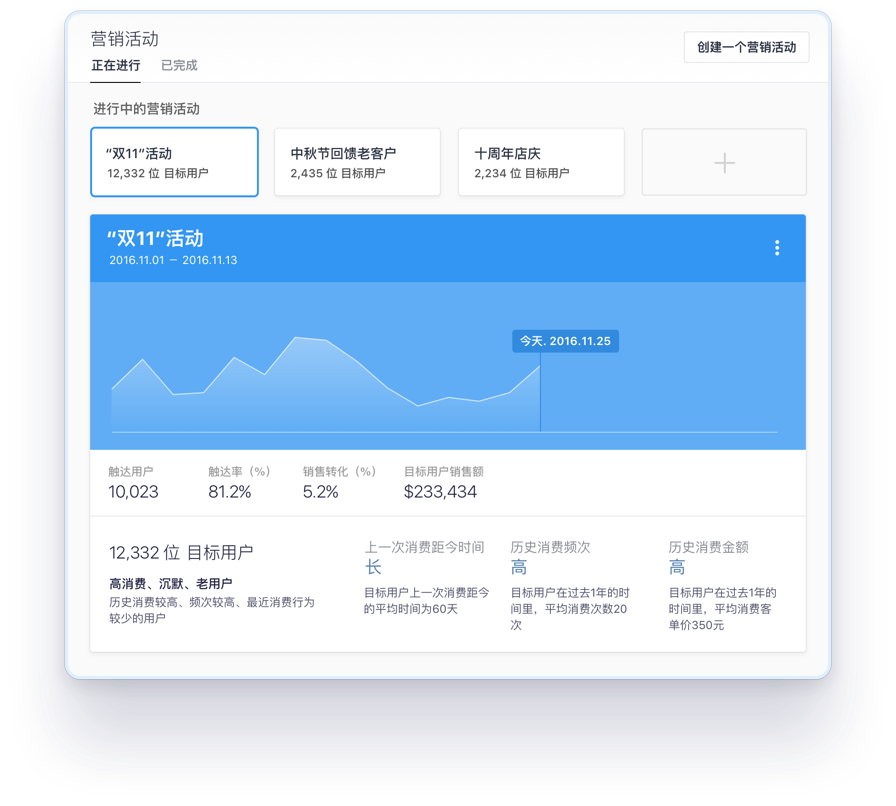 营销活动
创建一个营销活动
正在进行 已完成
进行中的营销活动
“双11”活动
12,332 位 目标用户
中秋节回馈老客户
2,435 位 目标用户
十周年店庆
2,234 位 目标用户
“双11”活动
2016.11.01 – 2016.11.13
今天. 2016.11.25
触达用户 触达率（%） 销售转化（%） 目标用户销售额
10,023 81.2% 5.2% $233,434
12,332 位 目标用户
高消费、沉默、老用户
历史消费较高、频次较高、最近消费行为
较少的用户
上一次消费距今时间
长
目标用户上一次消费距今
的平均时间为60天
历史消费频次
高
目标用户在过去1年的时
间里，平均消费次数20
次
历史消费金额
高
目标用户在过去1年的
时间里，平均消费客
单价350元